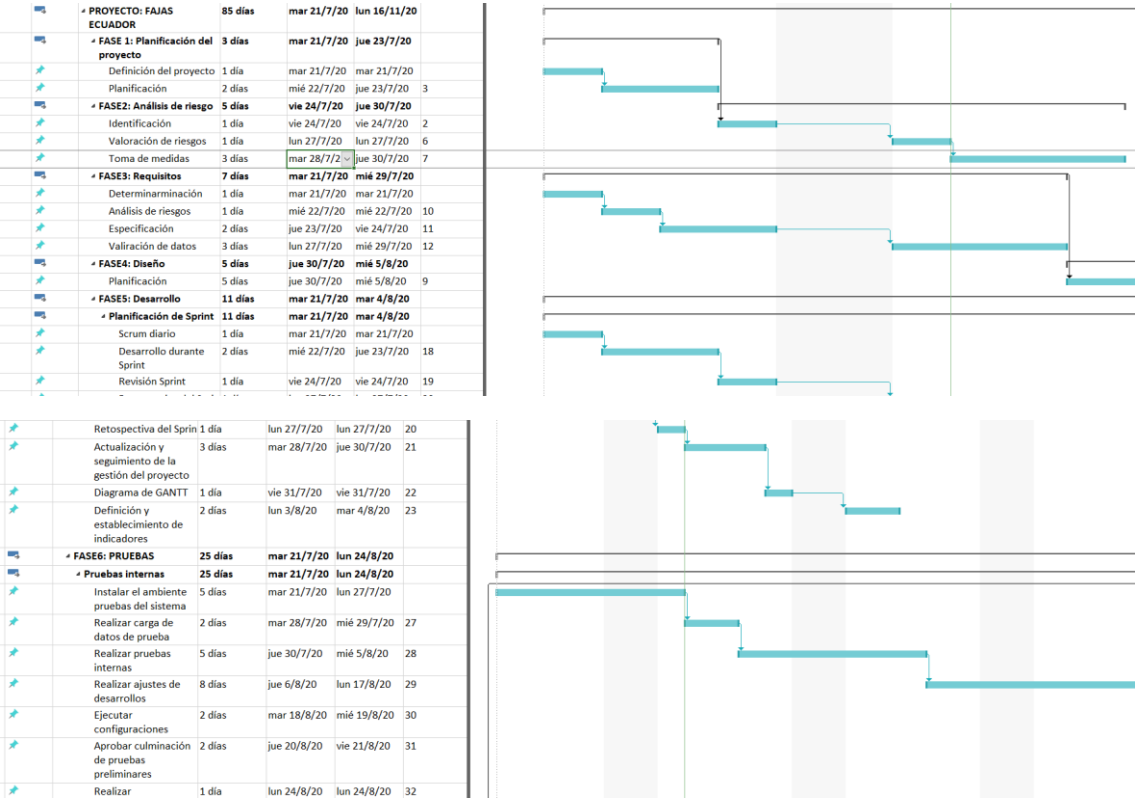 PROYECTO: FAJAS 85 días mar 21/7/20 lun 16/11/20
ECUADOR
FASE 1: Planificación del 3 días mar 21/7/20 jue 23/7/20
proyecto
Definición del proyecto 1 día mar 21/7/20 mar 21/7/20
Planificación 2 días mié 22/7/20 jue 23/7/20 3
FASE2: Análisis de riesgo 5 días vie 24/7/20 jue 30/7/20
Identificación 1 día vie 24/7/20 vie 24/7/20 2
Valoración de riesgos 1 día lun 27/7/20 lun 27/7/20 6
Toma de medidas 3 días mar 28/7/2 jue 30/7/20 7
FASE3: Requisitos 7 días mar 21/7/20 mié 29/7/20
Determinarminación 1 día mar 21/7/20 mar 21/7/20
Análisis de riesgos 1 día mié 22/7/20 mié 22/7/20 10
Especificación 2 días jue 23/7/20 vie 24/7/20 11
Valiración de datos 3 días lun 27/7/20 mié 29/7/20 12
FASE4: Diseño 5 días jue 30/7/20 mié 5/8/20
Planificación 5 días jue 30/7/20 mié 5/8/20 9
FASE5: Desarrollo 11 días mar 21/7/20 mar 4/8/20
Planificación de Sprint 11 días mar 21/7/20 mar 4/8/20
Scrum diario 1 día mar 21/7/20 mar 21/7/20
Desarrollo durante 2 días mié 22/7/20 jue 23/7/20 18
Sprint
Revisión Sprint 1 día vie 24/7/20 vie 24/7/20 19
Retospectiva del Sprin 1 día lun 27/7/20 lun 27/7/20 20
Actualización y 3 días mar 28/7/20 jue 30/7/20 21
seguimiento de la
gestión del proyecto
Diagrama de GANTT 1 día vie 31/7/20 vie 31/7/20 22
Definición y 2 días lun 3/8/20 mar 4/8/20 23
establecimiento de
indicadores
FASE6: PRUEBAS 25 días mar 21/7/20 lun 24/8/20
Pruebas internas 25 días mar 21/7/20 lun 24/8/20
Instalar el ambiente 5 días mar 21/7/20 lun 27/7/20
pruebas del sistema
Realizar carga de 2 días mar 28/7/20 mié 29/7/20 27
datos de prueba
Realizar pruebas 5 días jue 30/7/20 mié 5/8/20 28
internas
Realizar ajustes de 8 días jue 6/8/20 lun 17/8/20 29
desarrollos
Ejecutar 2 días mar 18/8/20 mié 19/8/20 30
configuraciones
Aprobar culminación 2 días jue 20/8/20 vie 21/8/20 31
de pruebas
preliminares
Realizar 1 día lun 24/8/20 lun 24/8/20 32